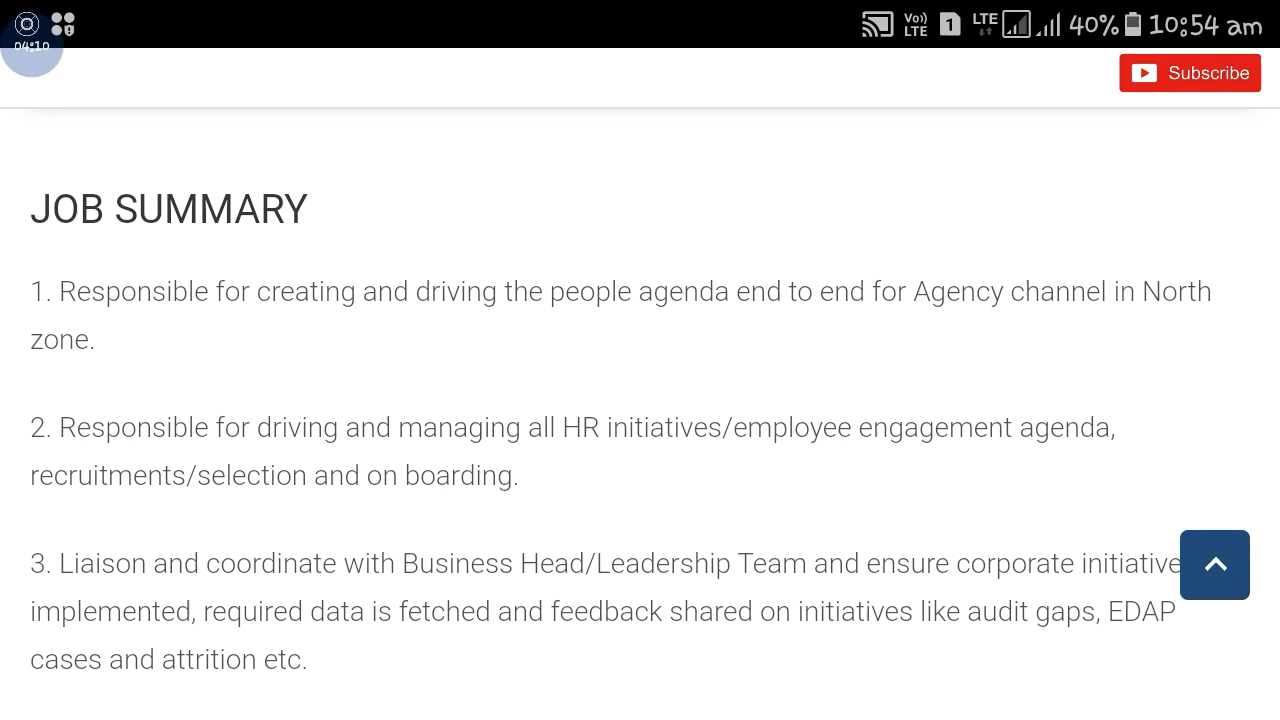 04:10
Vo)) LTE 1 LTE 40% 10:54 am
Subscribe
JOB SUMMARY
1. Responsible for creating and driving the people agenda end to end for Agency channel in North
zone.
2. Responsible for driving and managing all HR initiatives/employee engagement agenda,
recruitments/selection and on boarding.
3. Liaison and coordinate with Business Head/Leadership Team and ensure corporate initiative
implemented, required data is fetched and feedback shared on initiatives like audit gaps, EDAP
cases and attrition etc.